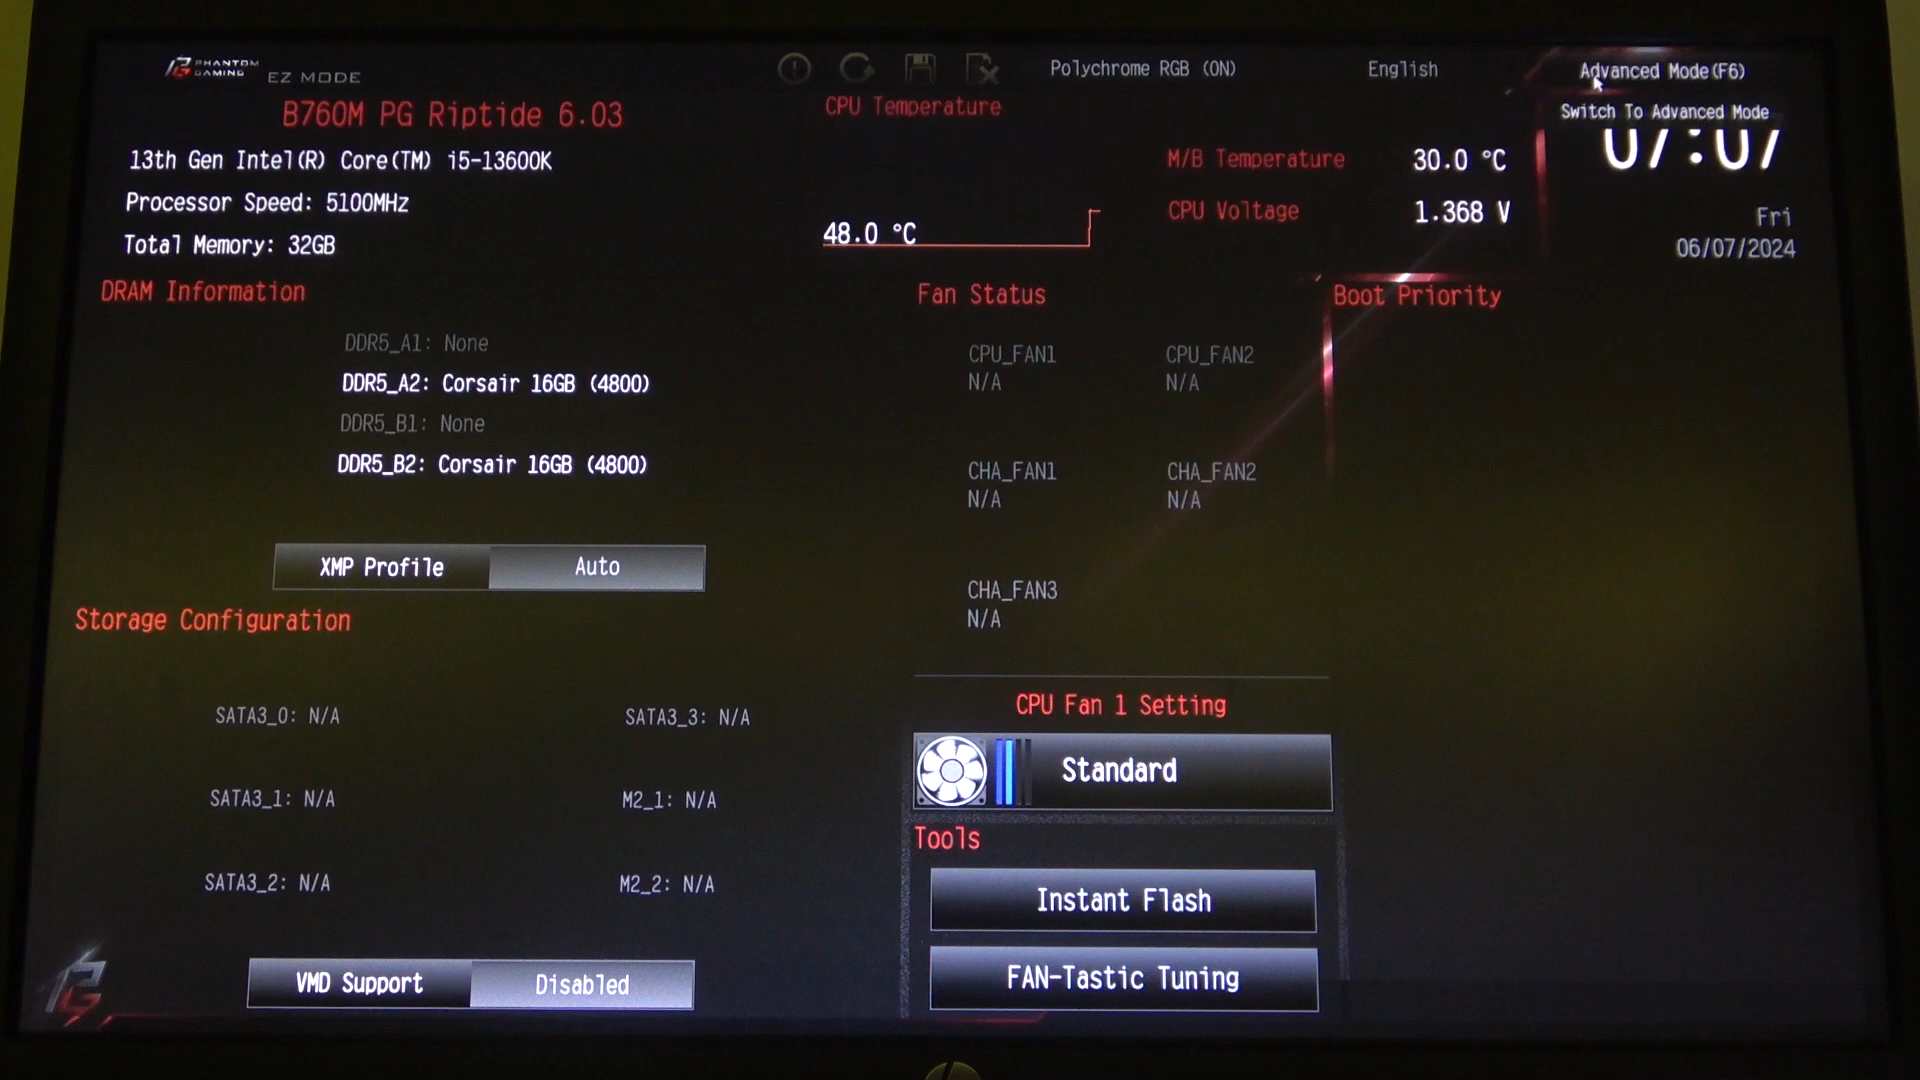 PHANTOM GAMING EZ MODE
Polychrome RGB (ON)
English
Advanced Mode(F6)
Switch To Advanced Mode
07:07
Fri
06/07/2024
B760M PG Riptide 6.03
13th Gen Intel(R) Core(TM) i5-13600K
Processor Speed: 5100MHz
Total Memory: 32GB
CPU Temperature
48.0 °C
M/B Temperature 30.0 °C
CPU Voltage 1.368 V
DRAM Information
DDR5_A1: None
DDR5_A2: Corsair 16GB (4800)
DDR5_B1: None
DDR5_B2: Corsair 16GB (4800)
XMP Profile Auto
Storage Configuration
SATA3_0: N/A SATA3_3: N/A
SATA3_1: N/A M2_1: N/A
SATA3_2: N/A M2_2: N/A
VMD Support Disabled
Fan Status
CPU_FAN1 CPU_FAN2
N/A N/A
CHA_FAN1 CHA_FAN2
N/A N/A
CHA_FAN3
N/A
CPU Fan 1 Setting
Standard
Tools
Instant Flash
FAN-Tastic Tuning
Boot Priority